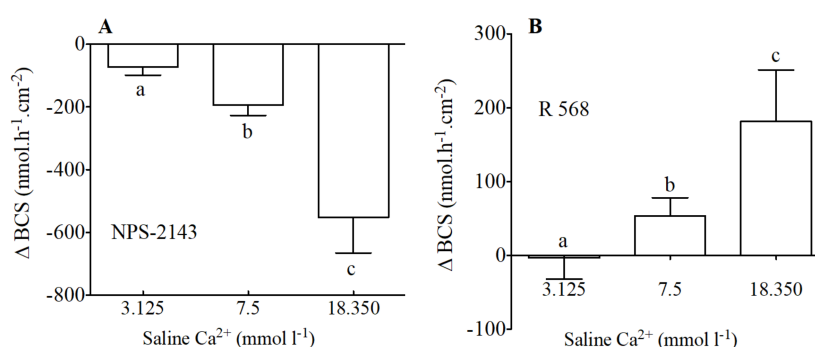 A
0
-200
-400
-600
-800
Δ BCS (nmol.h⁻¹.cm⁻²)
a
b
c
NPS-2143
3.125 7.5 18.350
Saline Ca²⁺ (mmol l⁻¹)
B
300
200
100
0
-100
Δ BCS (nmol.h⁻¹.cm⁻²)
R 568
a
b
c
3.125 7.5 18.350
Saline Ca²⁺ (mmol l⁻¹)